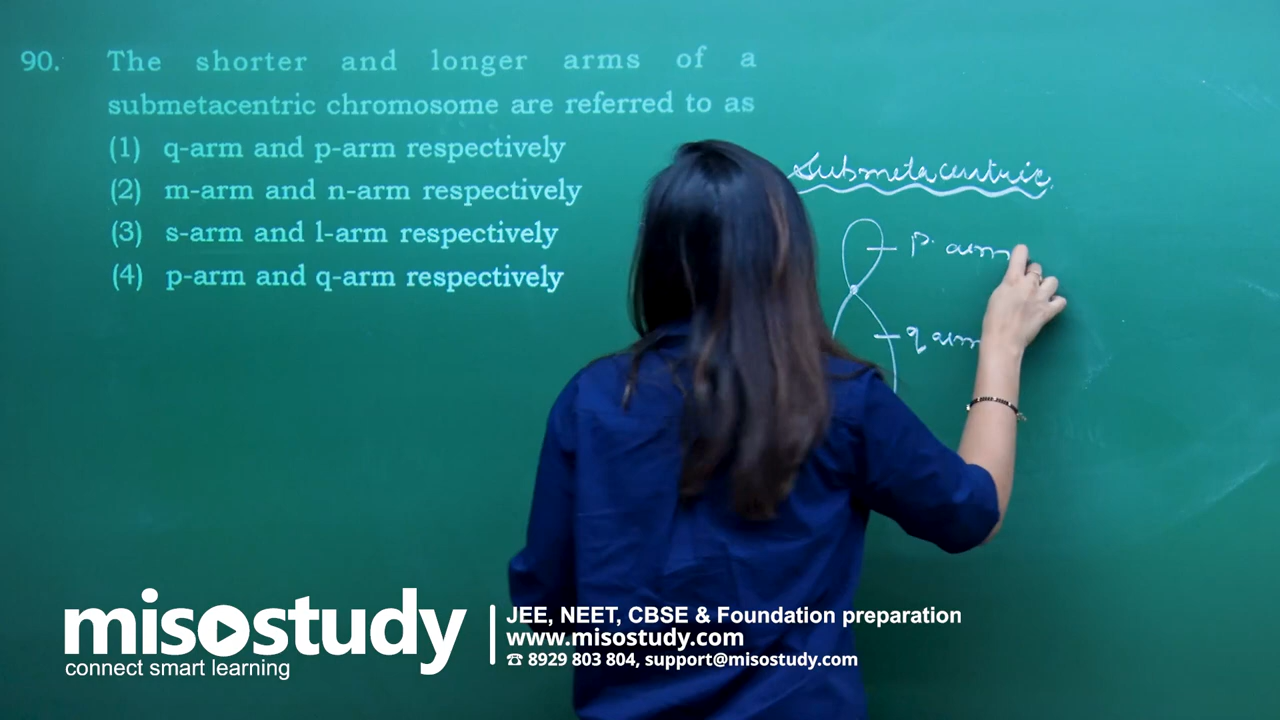 90. The shorter and longer arms of a
submetacentric chromosome are referred to as
(1) q-arm and p-arm respectively
(2) m-arm and n-arm respectively
(3) s-arm and l-arm respectively
(4) p-arm and q-arm respectively
Submetacentric
p arm
q arm
misostudy
connect smart learning
JEE, NEET, CBSE & Foundation preparation
www.misostudy.com
☎ 8929 803 804, support@misostudy.com